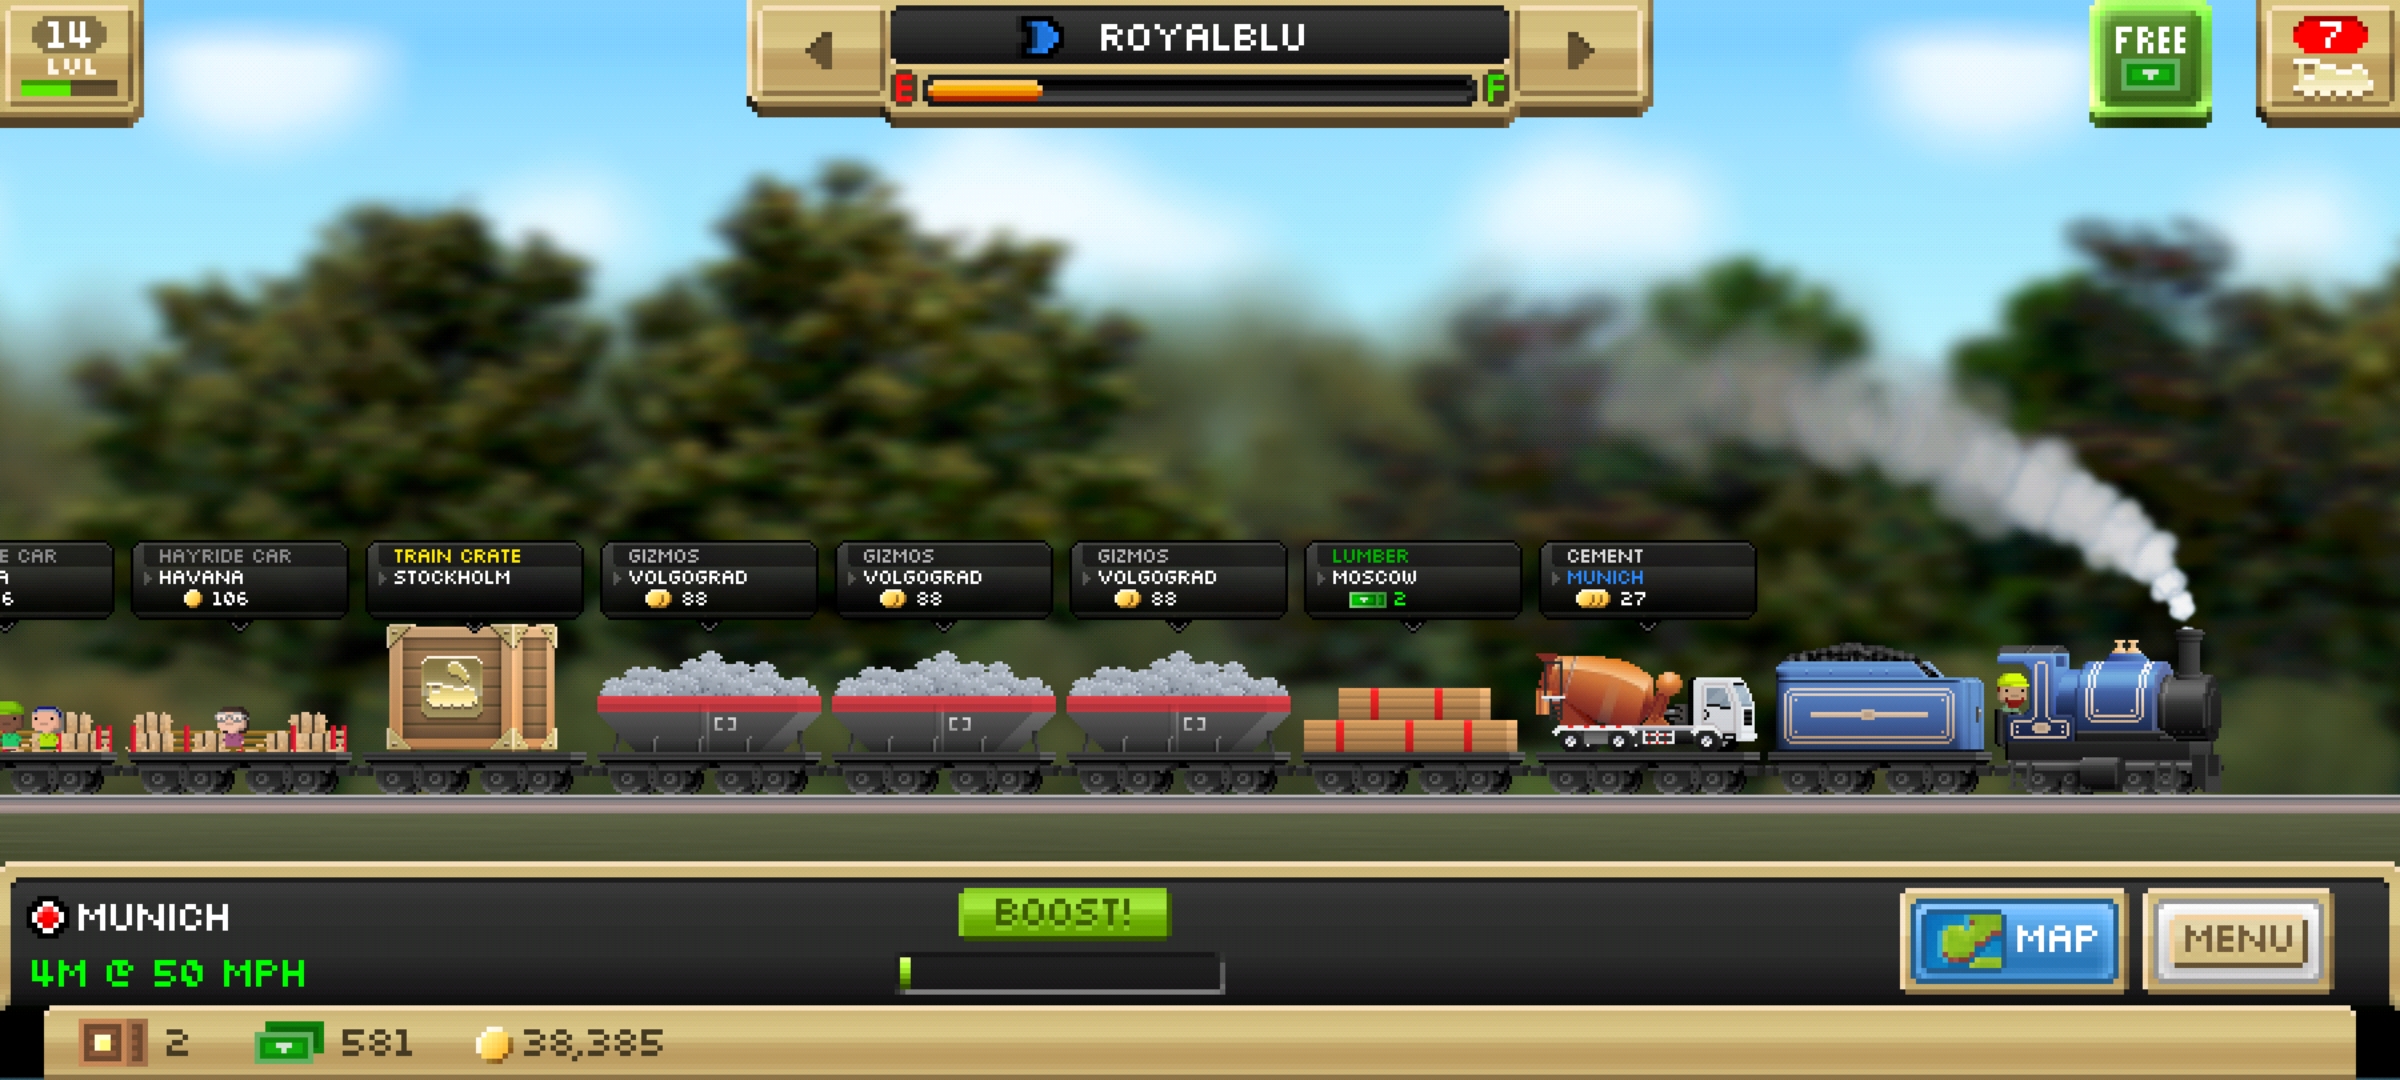 14
LVL
ROYALBLU
E F
FREE
7
E CAR
A
6
HAYRIDE CAR
HAVANA
106
TRAIN CRATE
STOCKHOLM
GIZMOS
VOLGOGRAD
88
GIZMOS
VOLGOGRAD
88
GIZMOS
VOLGOGRAD
88
LUMBER
MOSCOW
2
CEMENT
MUNICH
27
MUNICH
4M @ 50 MPH
BOOST!
MAP
MENU
2 581 38,385